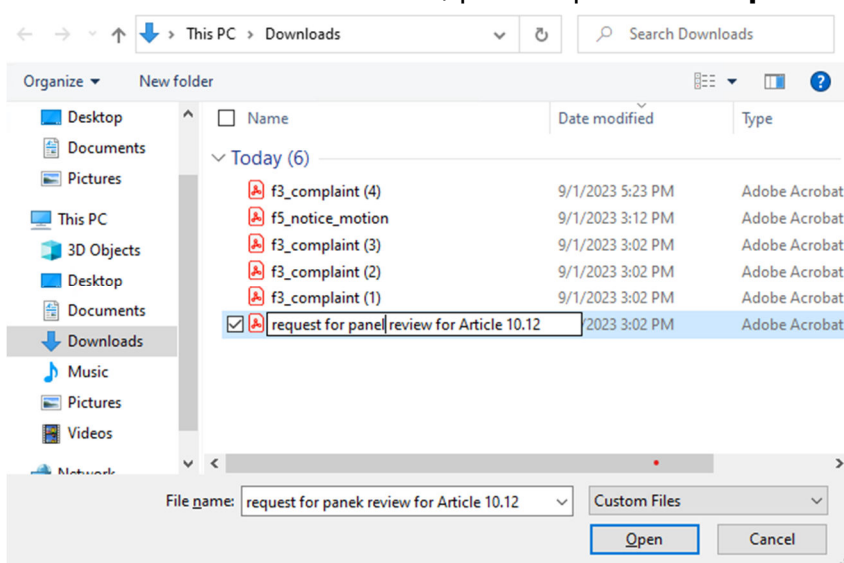 This PC > Downloads
Search Downloads
Organize
New folder
Desktop
Documents
Pictures
This PC
3D Objects
Desktop
Documents
Downloads
Music
Pictures
Videos
Network
Name Date modified Type
Today (6)
f3_complaint (4) 9/1/2023 5:23 PM Adobe Acrobat
f5_notice_motion 9/1/2023 3:12 PM Adobe Acrobat
f3_complaint (3) 9/1/2023 3:02 PM Adobe Acrobat
f3_complaint (2) 9/1/2023 3:02 PM Adobe Acrobat
f3_complaint (1) 9/1/2023 3:02 PM Adobe Acrobat
request for panel review for Article 10.12 /2023 3:02 PM Adobe Acrobat
File name: request for panek review for Article 10.12
Custom Files
Open Cancel